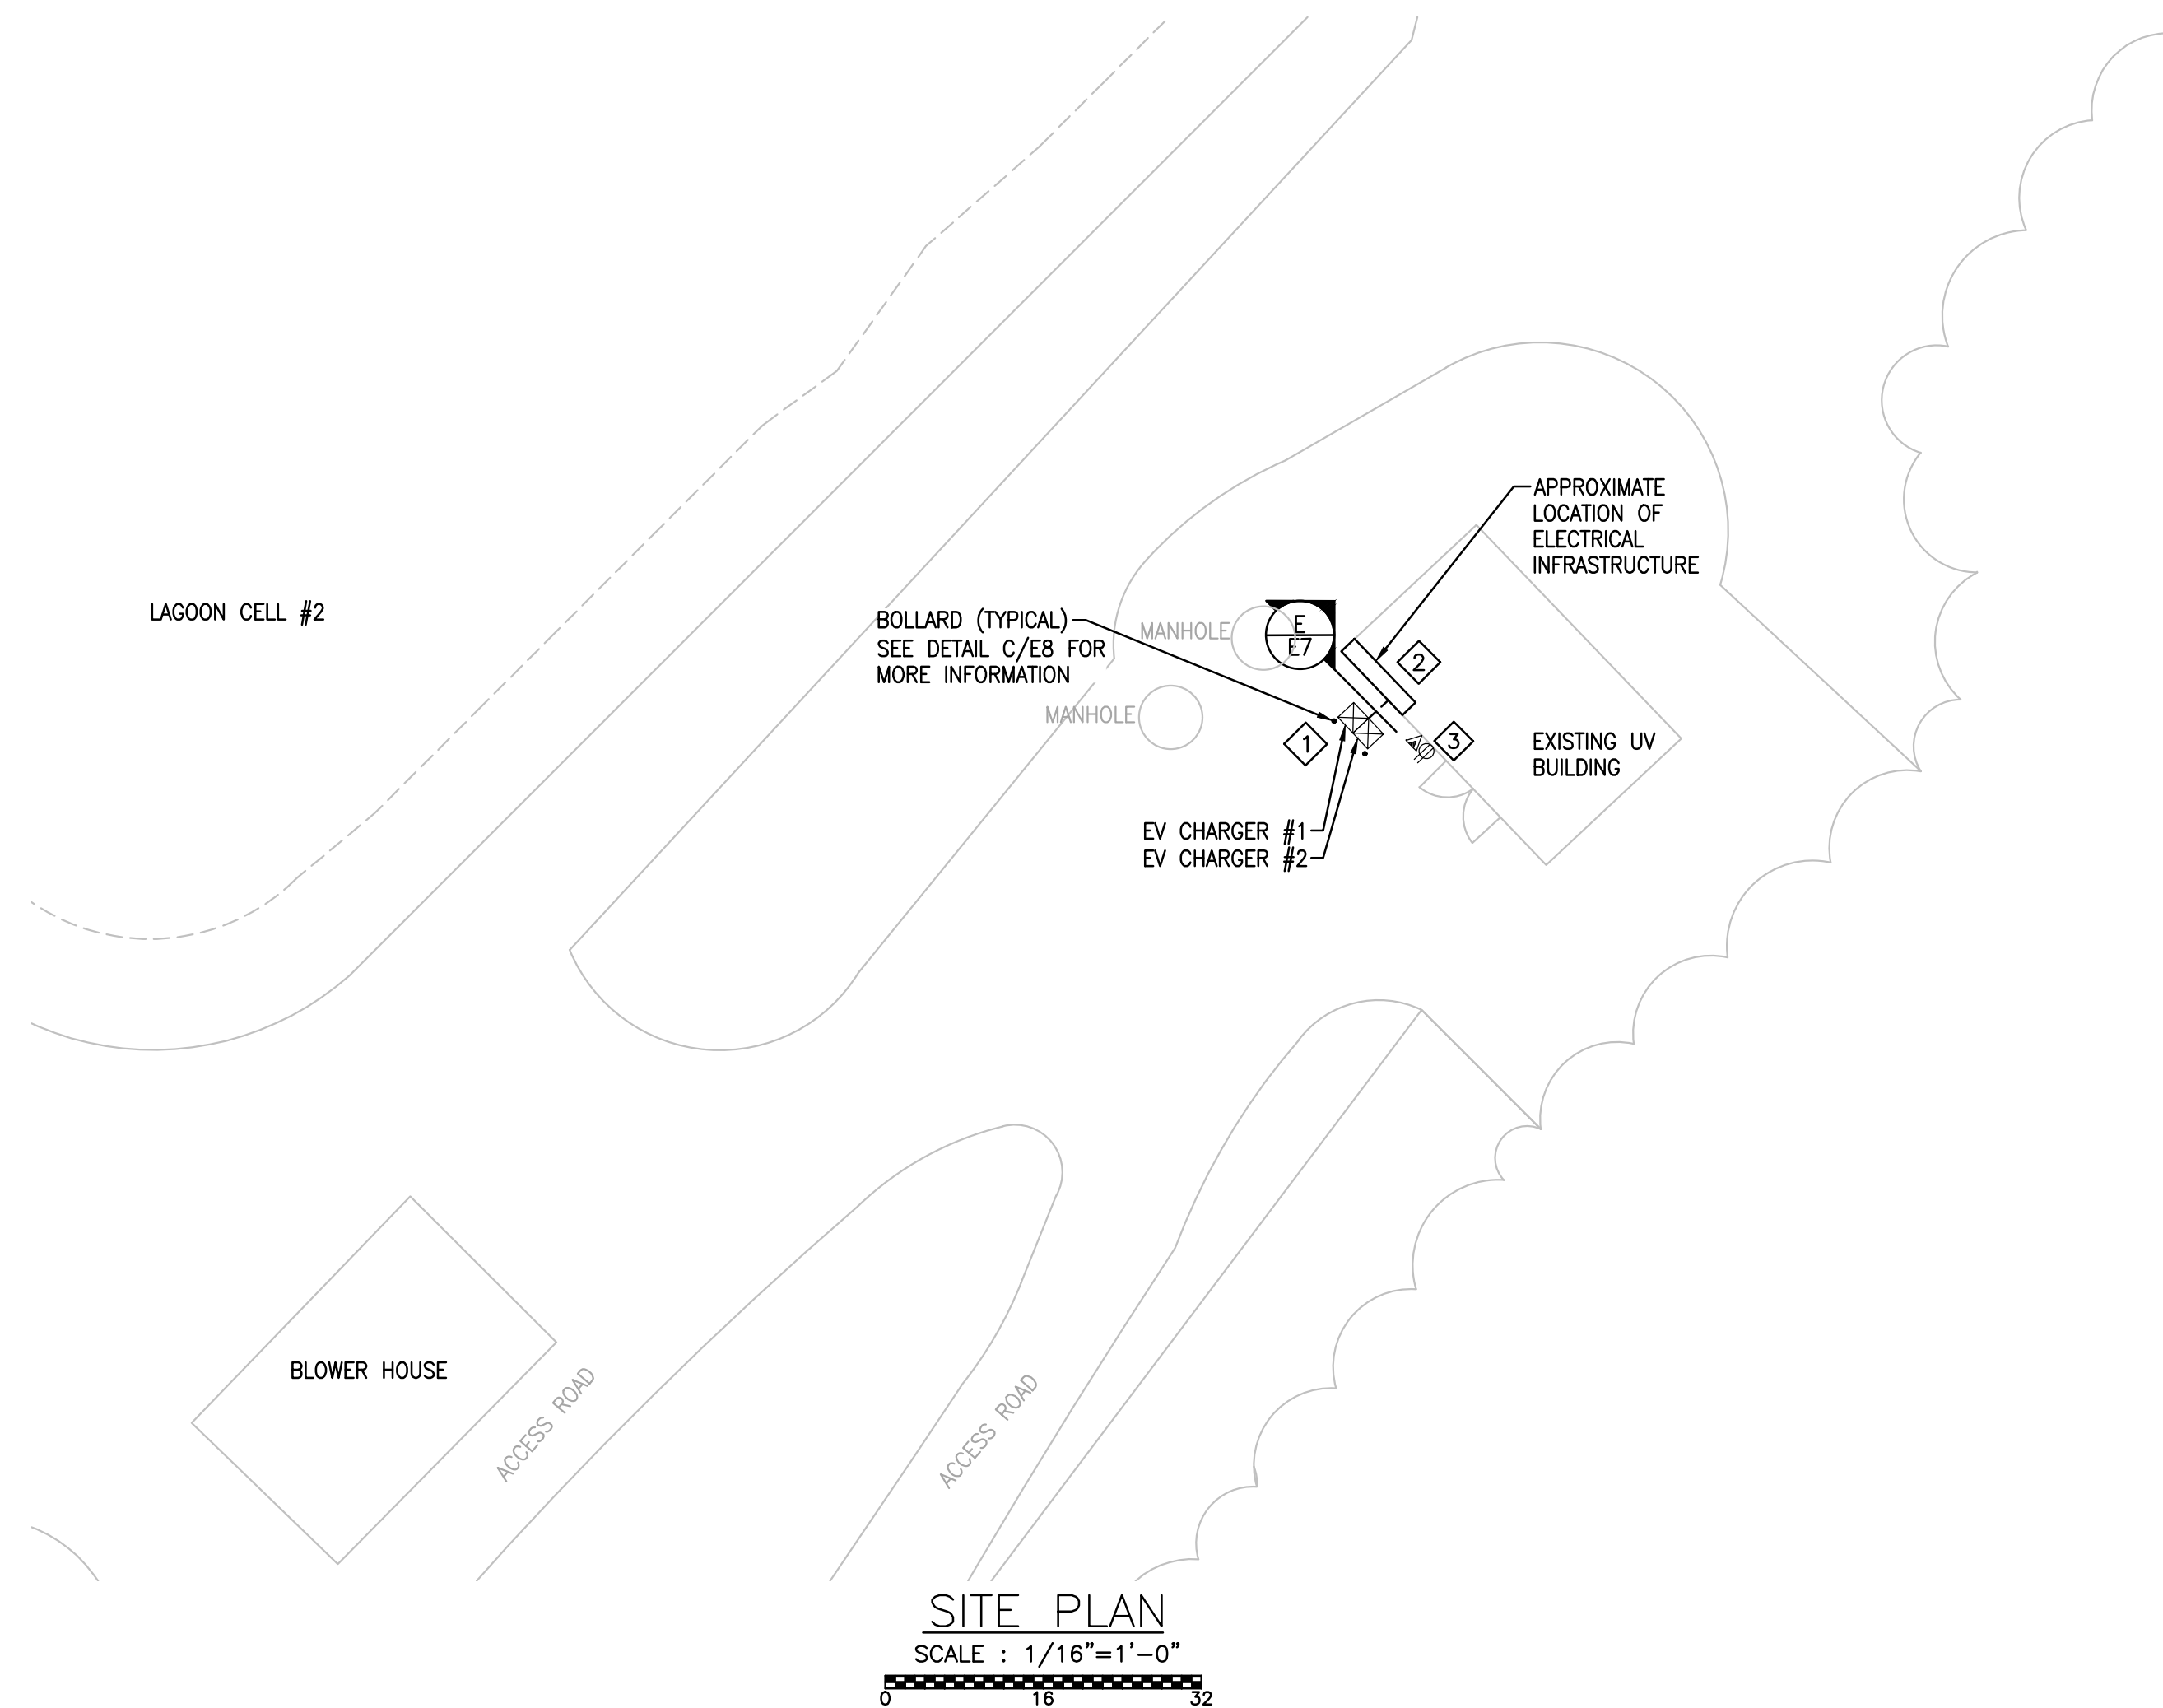 APPROXIMATE
LOCATION OF
ELECTRICAL
INFRASTRUCTURE
LAGOON CELL #2
BOLLARD (TYPICAL)
SEE DETAIL C/E8 FOR
MORE INFORMATION
MANHOLE
E
E7
2
MANHOLE
1
3
EXISTING UV
BUILDING
EV CHARGER #1
EV CHARGER #2
BLOWER HOUSE
ACCESS ROAD
ACCESS ROAD
SITE PLAN
SCALE : 1/16"=1'-0"
0 16 32